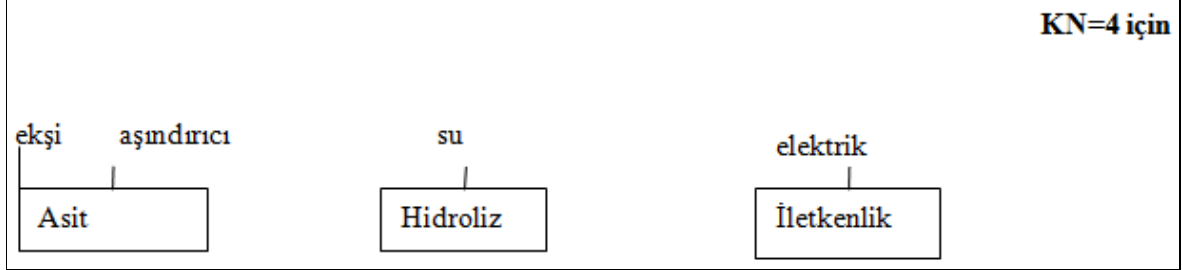 KN=4 için
ekşi aşındırıcı su elektrik
Asit Hidroliz İletkenlik